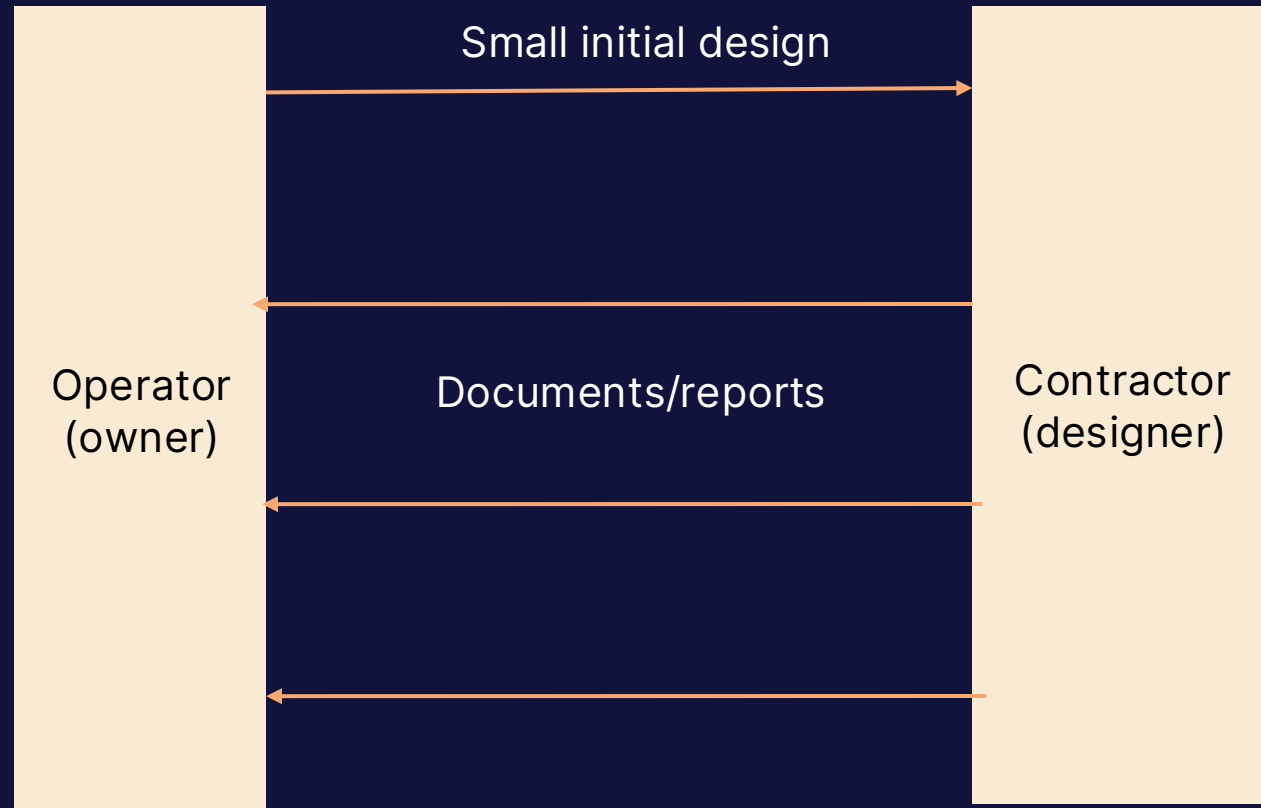 Small initial design
Operator
(owner)
Documents/reports
Contractor
(designer)